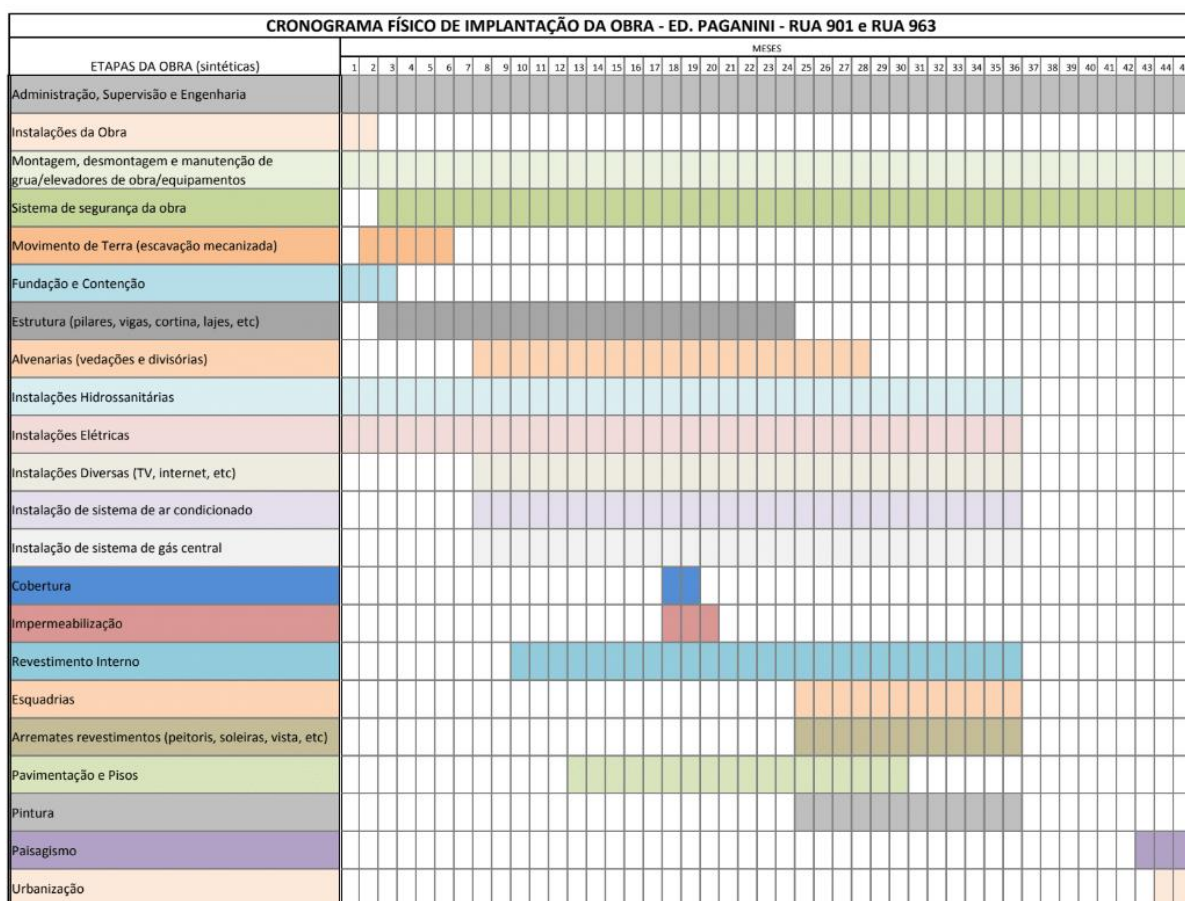 CRONOGRAMA FÍSICO DE IMPLANTAÇÃO DA OBRA - ED. PAGANINI - RUA 901 e RUA 963
MESES
ETAPAS DA OBRA (sintéticas) 1 2 3 4 5 6 7 8 9 10 11 12 13 14 15 16 17 18 19 20 21 22 23 24 25 26 27 28 29 30 31 32 33 34 35 36 37 38 39 40 41 42 43 44 4
Administração, Supervisão e Engenharia
Instalações da Obra
Montagem, desmontagem e manutenção de
grua/elevadores de obra/equipamentos
Sistema de segurança da obra
Movimento de Terra (escavação mecanizada)
Fundação e Contenção
Estrutura (pilares, vigas, cortina, lajes, etc)
Alvenarias (vedações e divisórias)
Instalações Hidrossanitárias
Instalações Elétricas
Instalações Diversas (TV, internet, etc)
Instalação de sistema de ar condicionado
Instalação de sistema de gás central
Cobertura
Impermeabilização
Revestimento Interno
Esquadrias
Arremates revestimentos (peitoris, soleiras, vista, etc)
Pavimentação e Pisos
Pintura
Paisagismo
Urbanização